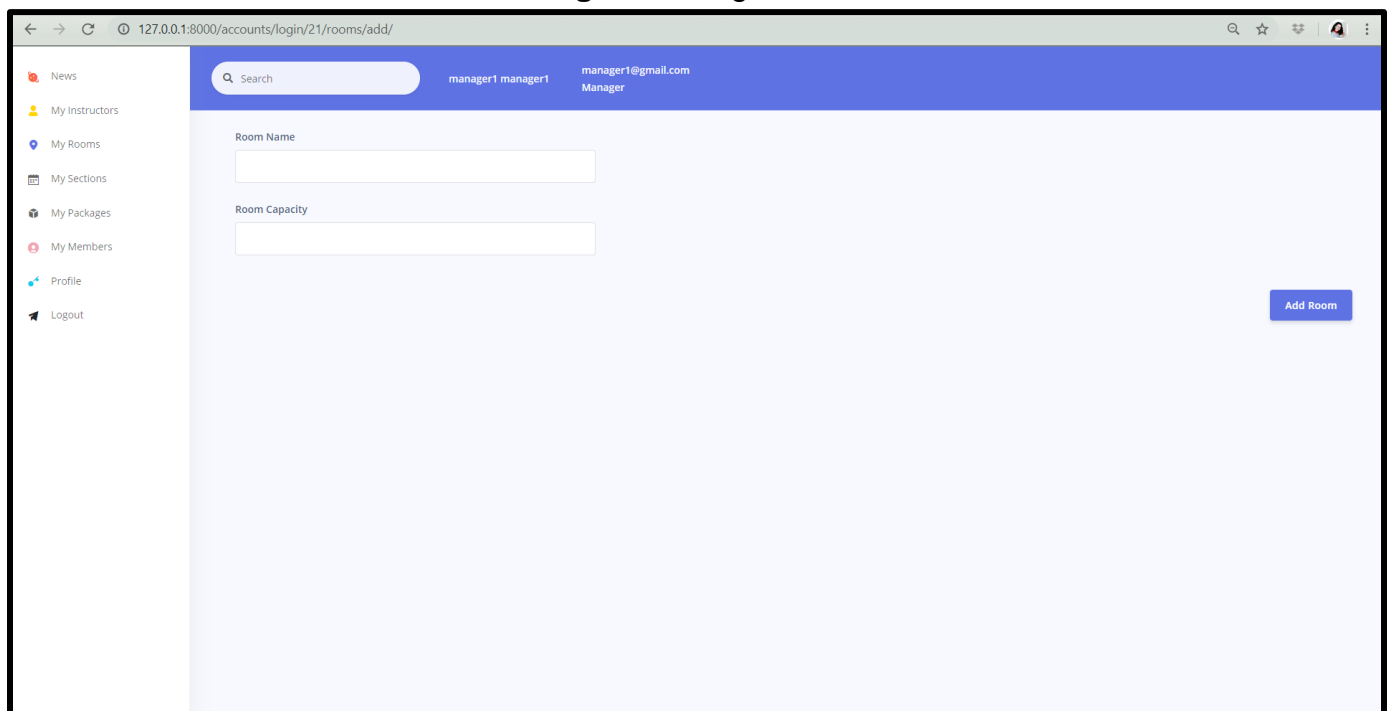 127.0.0.1:8000/accounts/login/21/rooms/add/
News
My Instructors
My Rooms
My Sections
My Packages
My Members
Profile
Logout
Search
manager1 manager1
manager1@gmail.com
Manager
Room Name
Room Capacity
Add Room